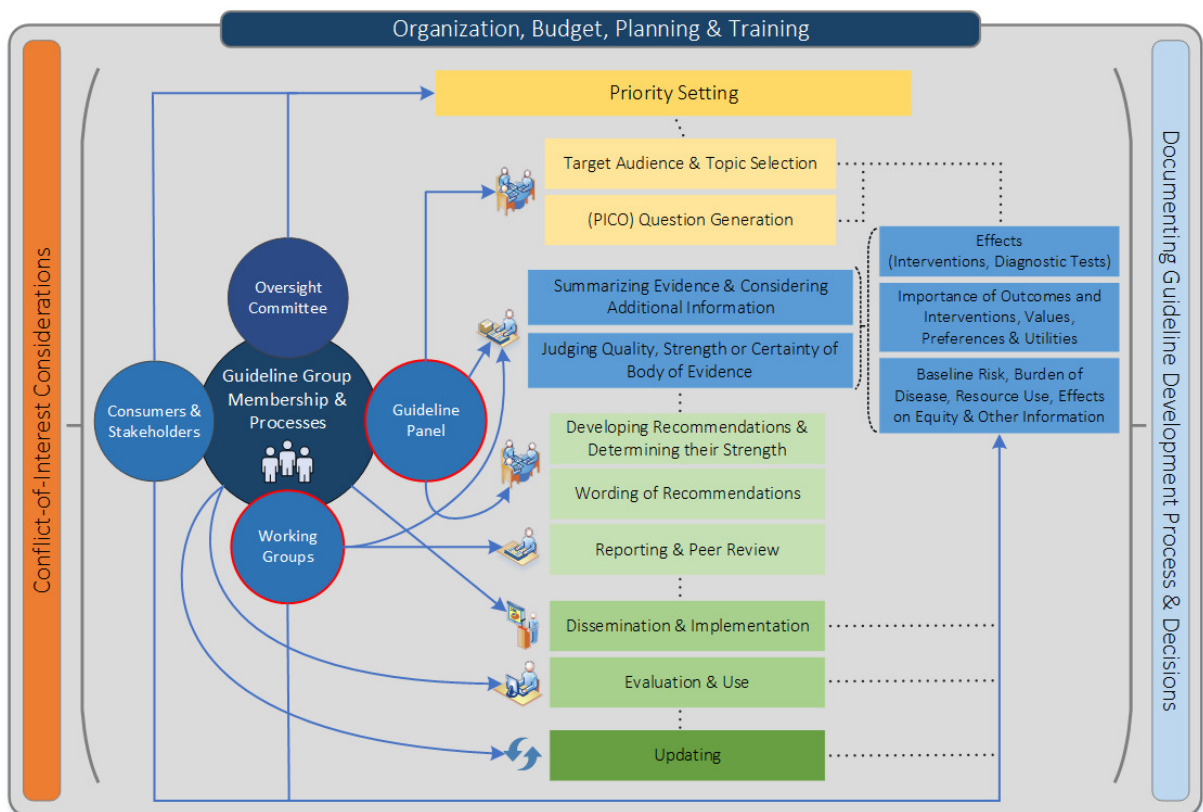 Organization, Budget, Planning & Training
Conflict-of-Interest Considerations
Documenting Guideline Development Process & Decisions
Priority Setting
Target Audience & Topic Selection
(PICO) Question Generation
Effects
(Interventions, Diagnostic Tests)
Importance of Outcomes and
Interventions, Values,
Preferences & Utilities
Baseline Risk, Burden of
Disease, Resource Use, Effects
on Equity & Other Information
Summarizing Evidence & Considering
Additional Information
Judging Quality, Strength or Certainty of
Body of Evidence
Oversight
Committee
Guideline Group
Membership &
Processes
Consumers &
Stakeholders
Guideline
Panel
Working
Groups
Developing Recommendations &
Determining their Strength
Wording of Recommendations
Reporting & Peer Review
Dissemination & Implementation
Evaluation & Use
Updating